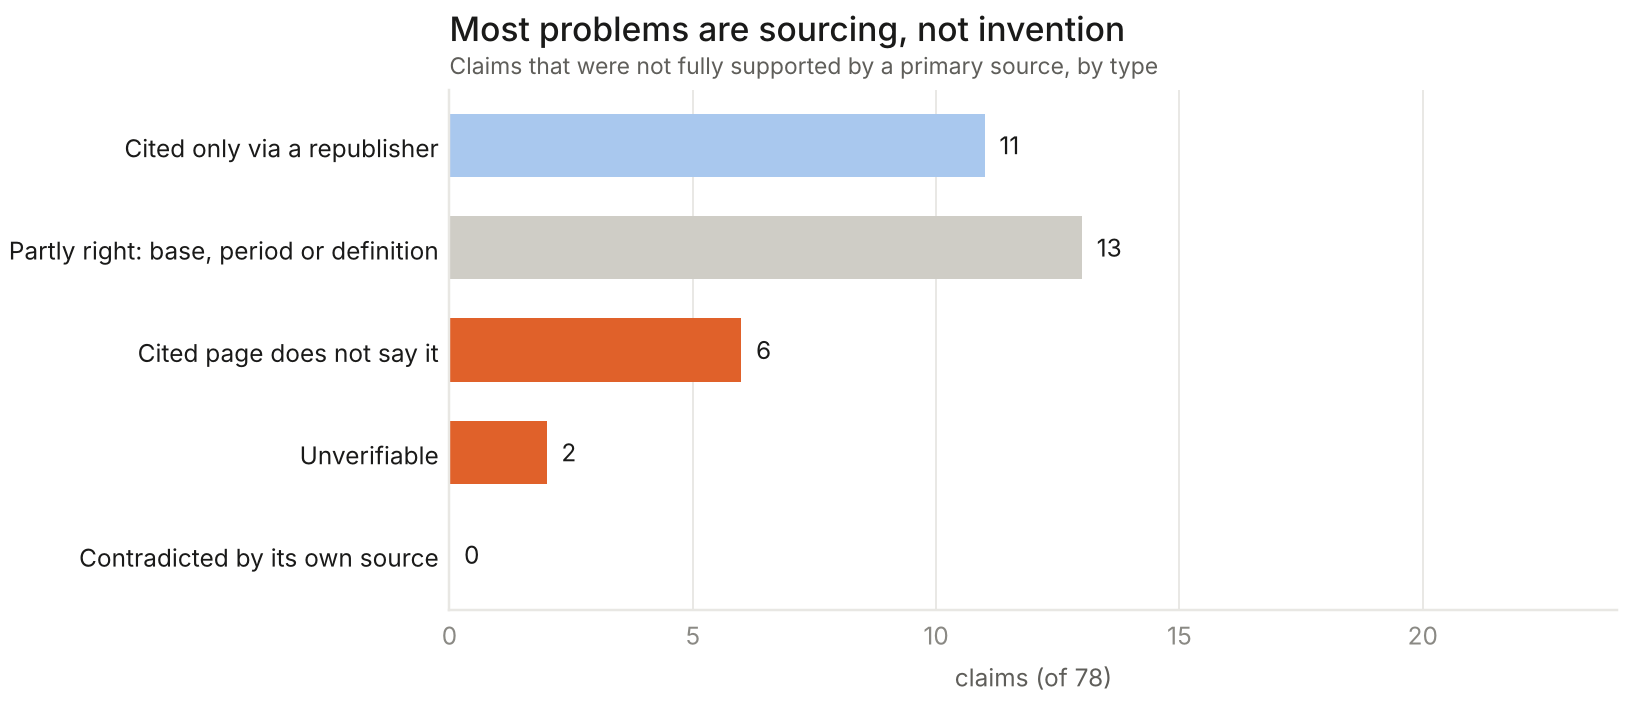 Most problems are sourcing, not invention
Claims that were not fully supported by a primary source, by type
Cited only via a republisher
11
Partly right: base, period or definition
13
Cited page does not say it
6
Unverifiable
2
Contradicted by its own source
0
0 5 10 15 20
claims (of 78)